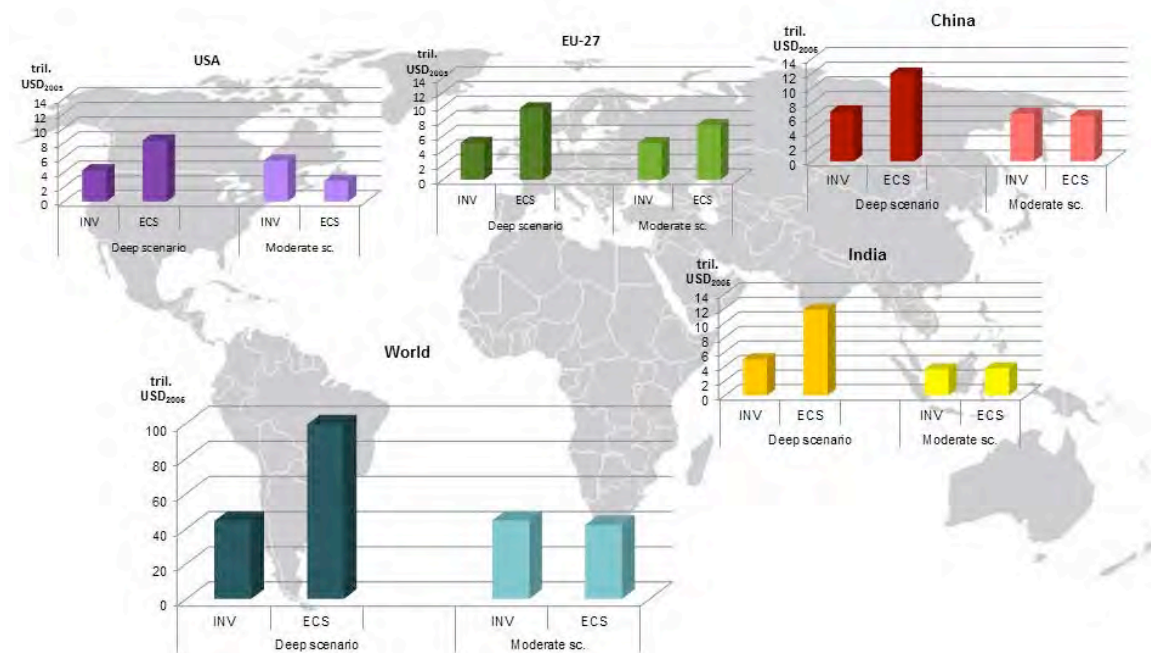 USA
tril.
USD2005
14
12
10
8
6
4
2
0
INV ECS INV ECS
Deep scenario Moderate sc.
EU-27
tril.
USD2005
14
12
10
8
6
4
2
0
INV ECS INV ECS
Deep scenario Moderate sc.
China
tril.
USD2005
14
12
10
8
6
4
2
0
INV ECS INV ECS
Deep scenario Moderate sc.
India
tril.
USD2005
14
12
10
8
6
4
2
0
INV ECS INV ECS
Deep scenario Moderate sc.
World
tril.
USD2005
100
80
60
40
20
0
INV ECS INV ECS
Deep scenario Moderate sc.